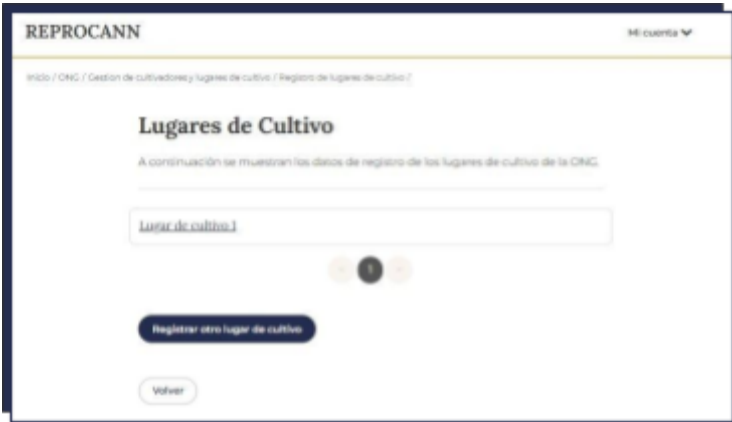 REPROCANN
Mi cuenta
Inicio / ONG / Gestion de cultivadores y lugares de cultivo / Registro de lugares de cultivo /
Lugares de Cultivo
A continuación se muestran los datos de registro de los lugares de cultivo de la ONG.
Lugar de cultivo 1
1
Registrar otro lugar de cultivo
Volver